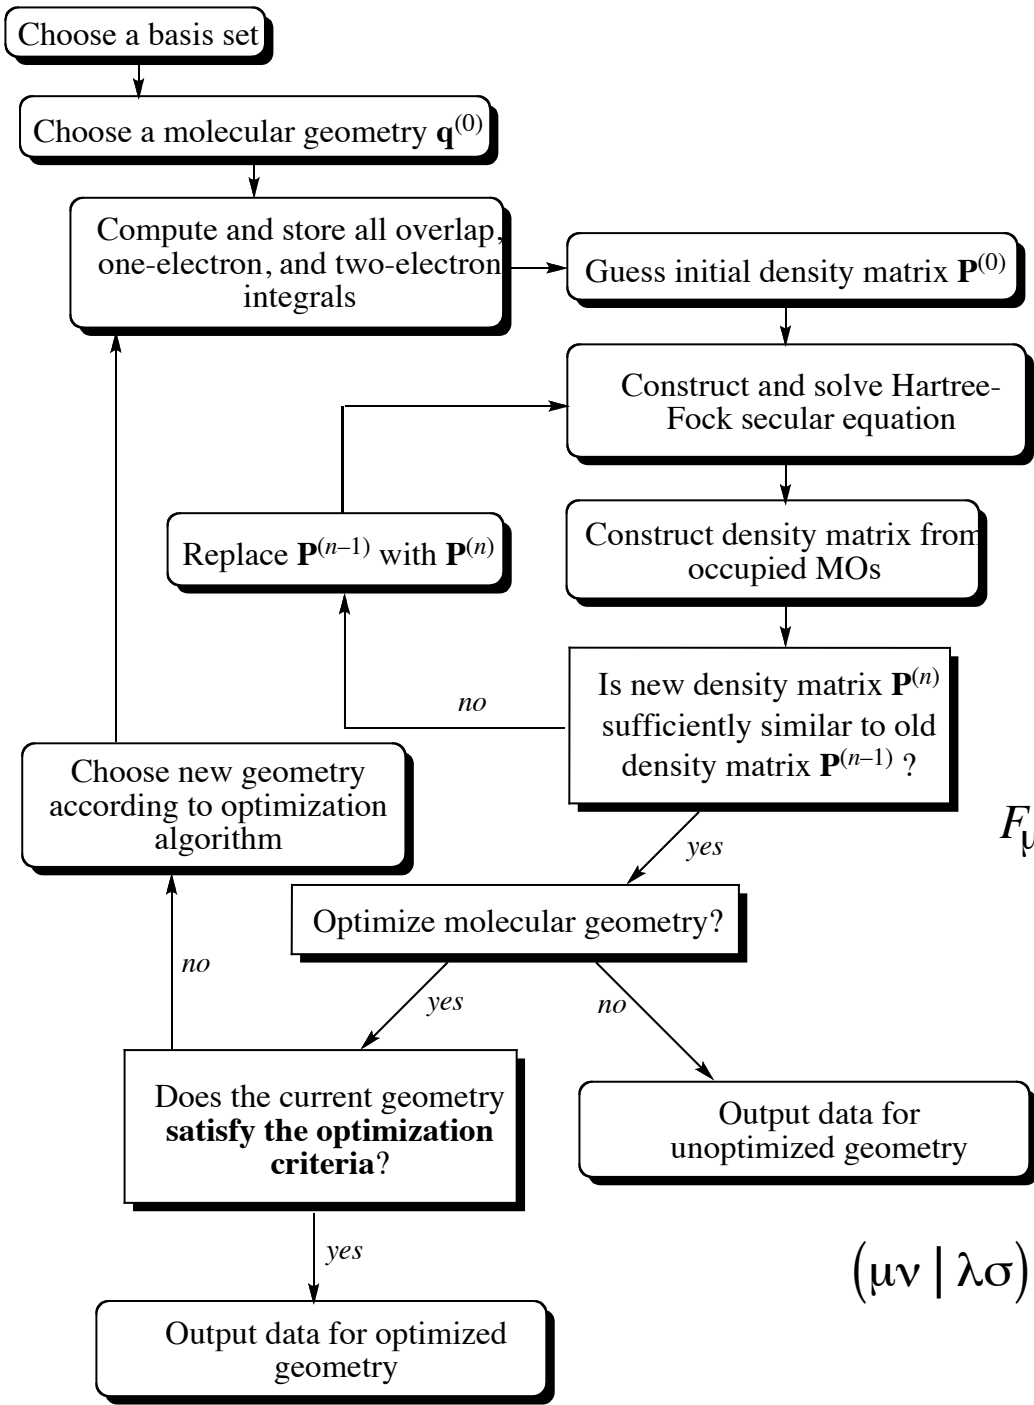 Choose a basis set
Choose a molecular geometry q(0)
Compute and store all overlap,
one-electron, and two-electron
integrals
Guess initial density matrix P(0)
Construct and solve Hartree-
Fock secular equation
Replace P(n–1) with P(n)
Construct density matrix from
occupied MOs
Is new density matrix P(n)
sufficiently similar to old
density matrix P(n–1) ?
no
Choose new geometry
according to optimization
algorithm
Fμ
yes
Optimize molecular geometry?
no
yes
no
Does the current geometry
satisfy the optimization
criteria?
Output data for
unoptimized geometry
yes
(μν | λσ)
Output data for optimized
geometry